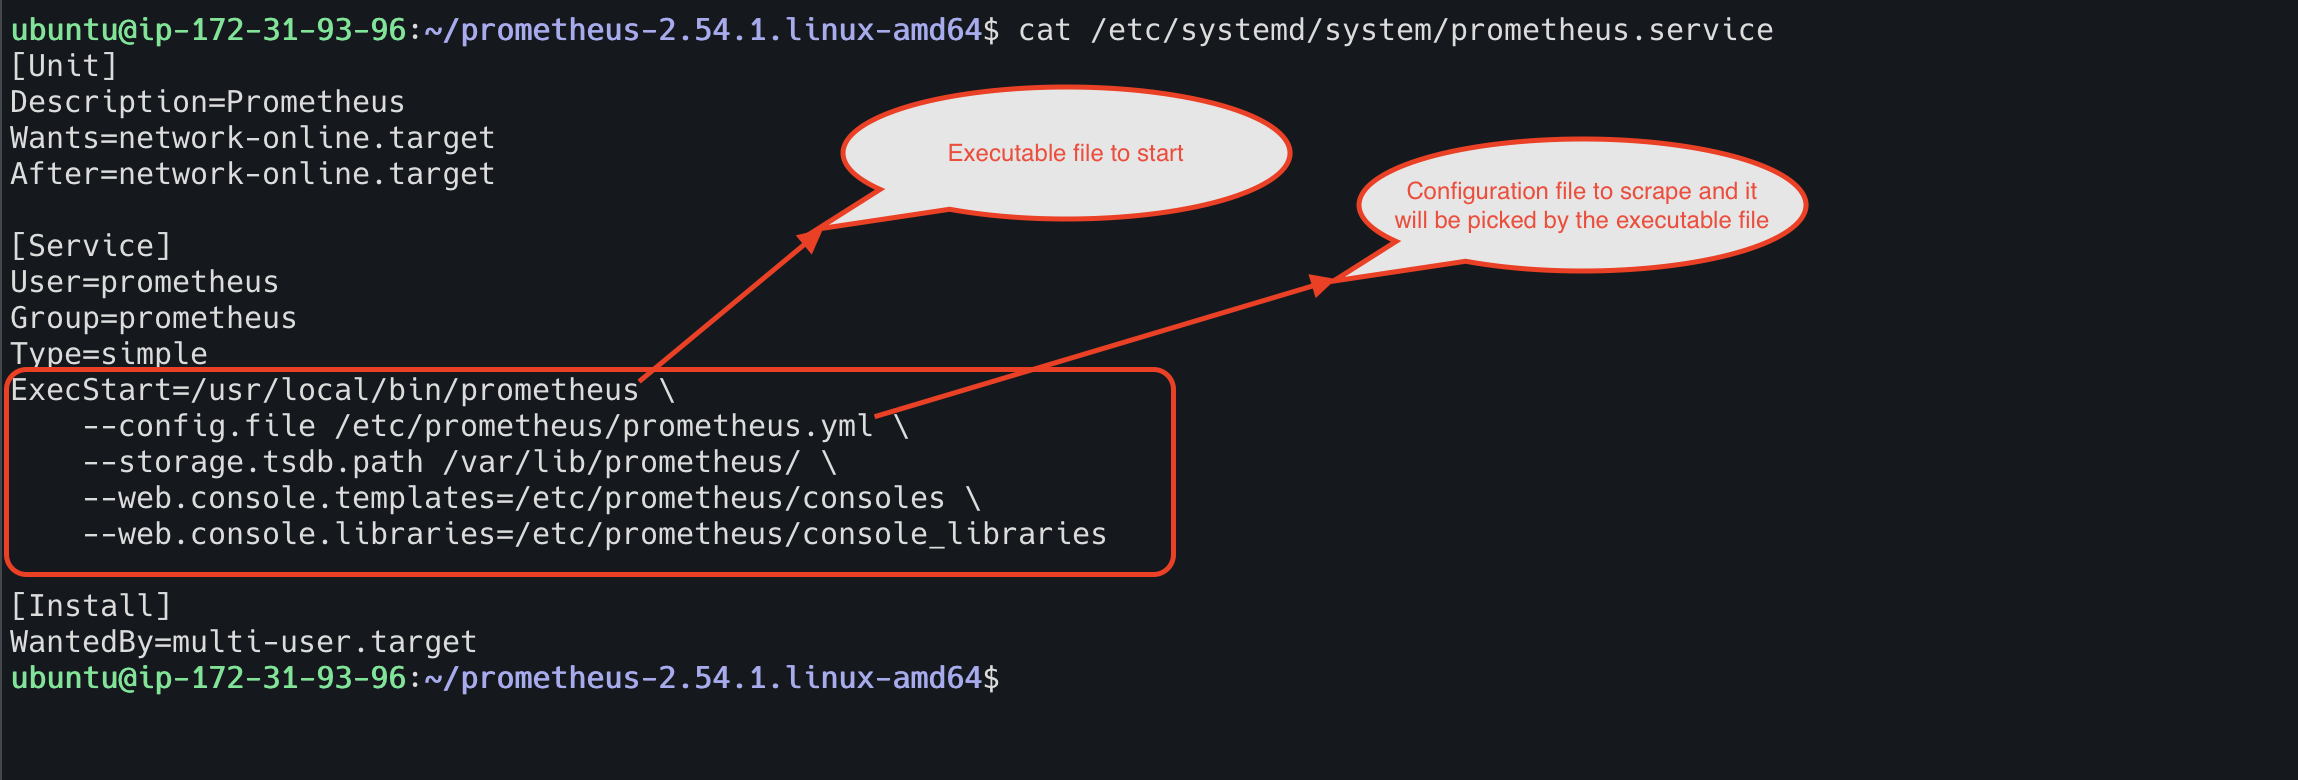 ubuntu@ip-172-31-93-96:~/prometheus-2.54.1.linux-amd64$ cat /etc/systemd/system/prometheus.service
[Unit]
Description=Prometheus
Wants=network-online.target
After=network-online.target
Executable file to start
Configuration file to scrape and it
will be picked by the executable file
[Service]
User=prometheus
Group=prometheus
Type=simple
ExecStart=/usr/local/bin/prometheus \
    --config.file /etc/prometheus/prometheus.yml \
    --storage.tsdb.path /var/lib/prometheus/ \
    --web.console.templates=/etc/prometheus/consoles \
    --web.console.libraries=/etc/prometheus/console_libraries
[Install]
WantedBy=multi-user.target
ubuntu@ip-172-31-93-96:~/prometheus-2.54.1.linux-amd64$